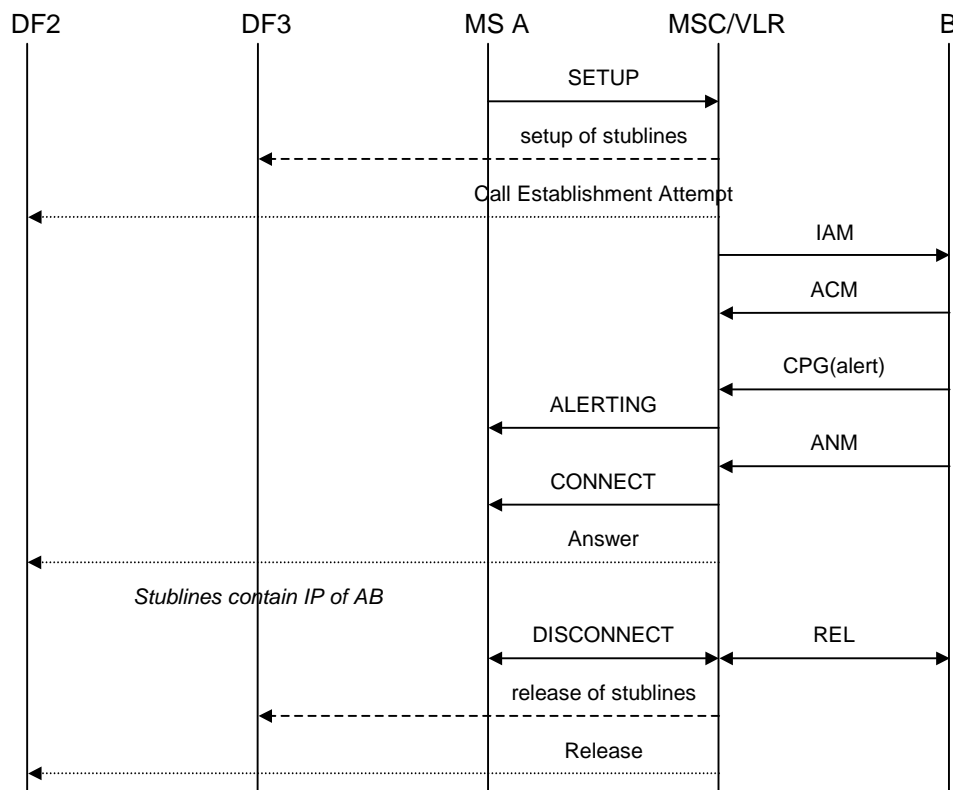 DF2 DF3 MS A MSC/VLR B
SETUP
setup of stublines
Call Establishment Attempt
IAM
ACM
CPG(alert)
ALERTING
ANM
CONNECT
Answer
Stublines contain IP of AB
DISCONNECT REL
release of stublines
Release